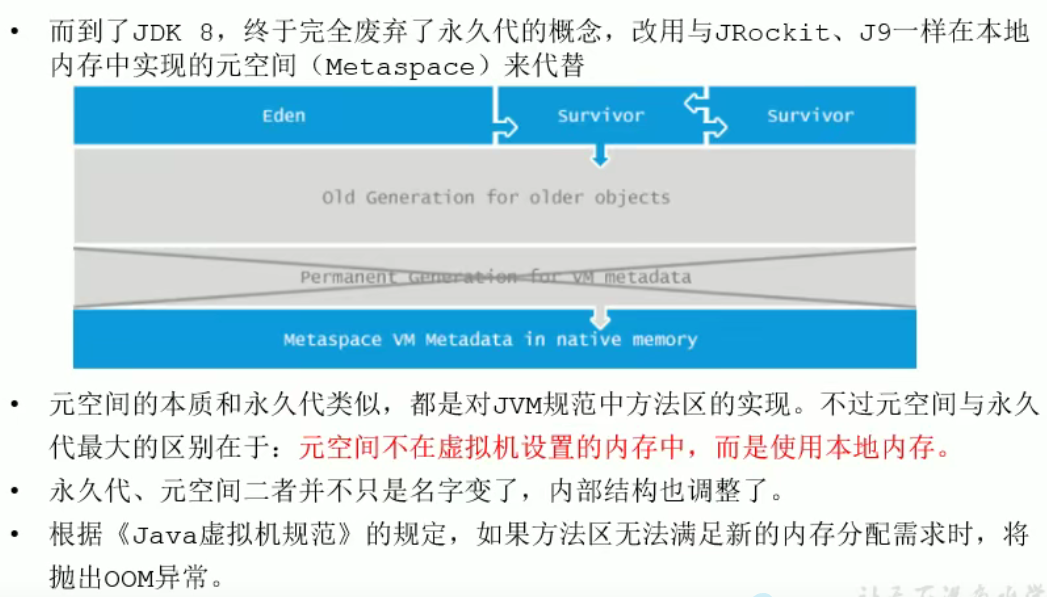 • 而到了JDK 8，终于完全废弃了永久代的概念，改用与JRockit、J9一样在本地
内存中实现的元空间（Metaspace）来代替
Eden
Survivor
Survivor
Old Generation for older objects
Permanent Generation for VM metadata
Metaspace VM Metadata in native memory
• 元空间的本质和永久代类似，都是对JVM规范中方法区的实现。不过元空间与永久
代最大的区别在于：元空间不在虚拟机设置的内存中，而是使用本地内存。
• 永久代、元空间二者并不只是名字变了，内部结构也调整了。
• 根据《Java虚拟机规范》的规定，如果方法区无法满足新的内存分配需求时，将
抛出OOM异常。